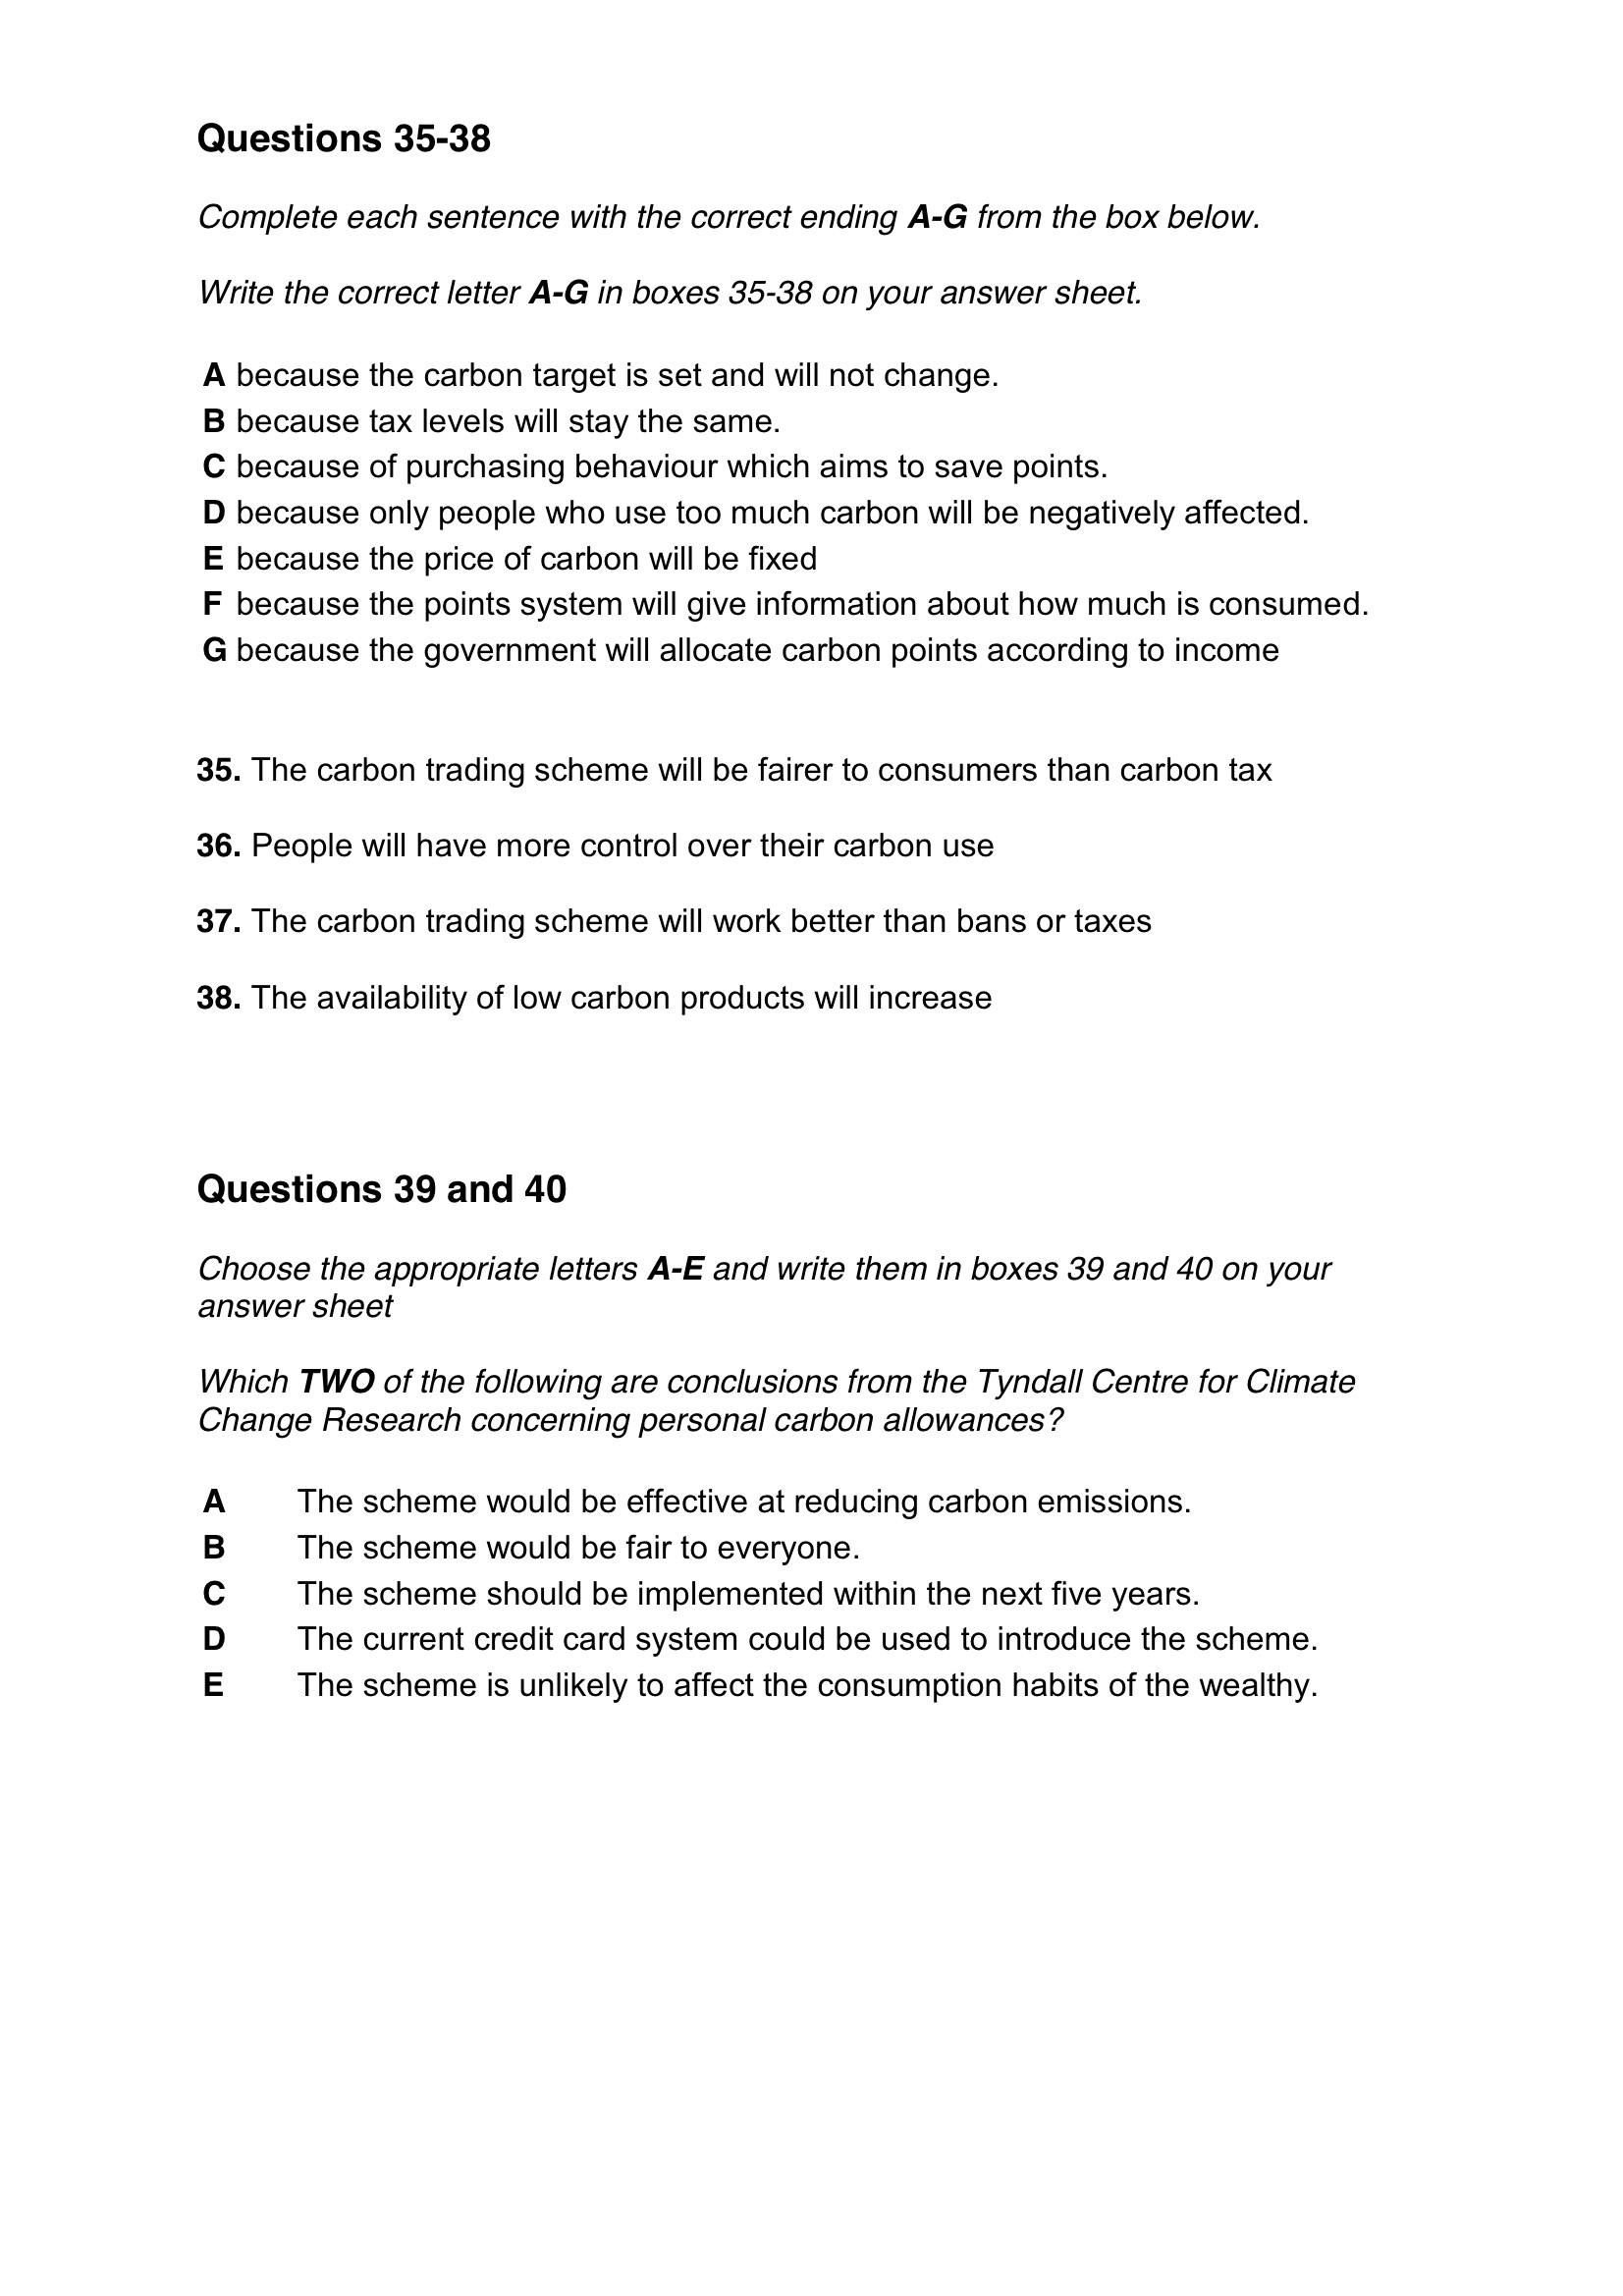 Questions 35-38
Complete each sentence with the correct ending A-G from the box below.
Write the correct letter A-G in boxes 35-38 on your answer sheet.
A because the carbon target is set and will not change.
B because tax levels will stay the same.
C because of purchasing behaviour which aims to save points.
D because only people who use too much carbon will be negatively affected.
E because the price of carbon will be fixed
F because the points system will give information about how much is consumed.
G because the government will allocate carbon points according to income
35. The carbon trading scheme will be fairer to consumers than carbon tax
36. People will have more control over their carbon use
37. The carbon trading scheme will work better than bans or taxes
38. The availability of low carbon products will increase
Questions 39 and 40
Choose the appropriate letters A-E and write them in boxes 39 and 40 on your
answer sheet
Which TWO of the following are conclusions from the Tyndall Centre for Climate
Change Research concerning personal carbon allowances?
A The scheme would be effective at reducing carbon emissions.
B The scheme would be fair to everyone.
C The scheme should be implemented within the next five years.
D The current credit card system could be used to introduce the scheme.
E The scheme is unlikely to affect the consumption habits of the wealthy.